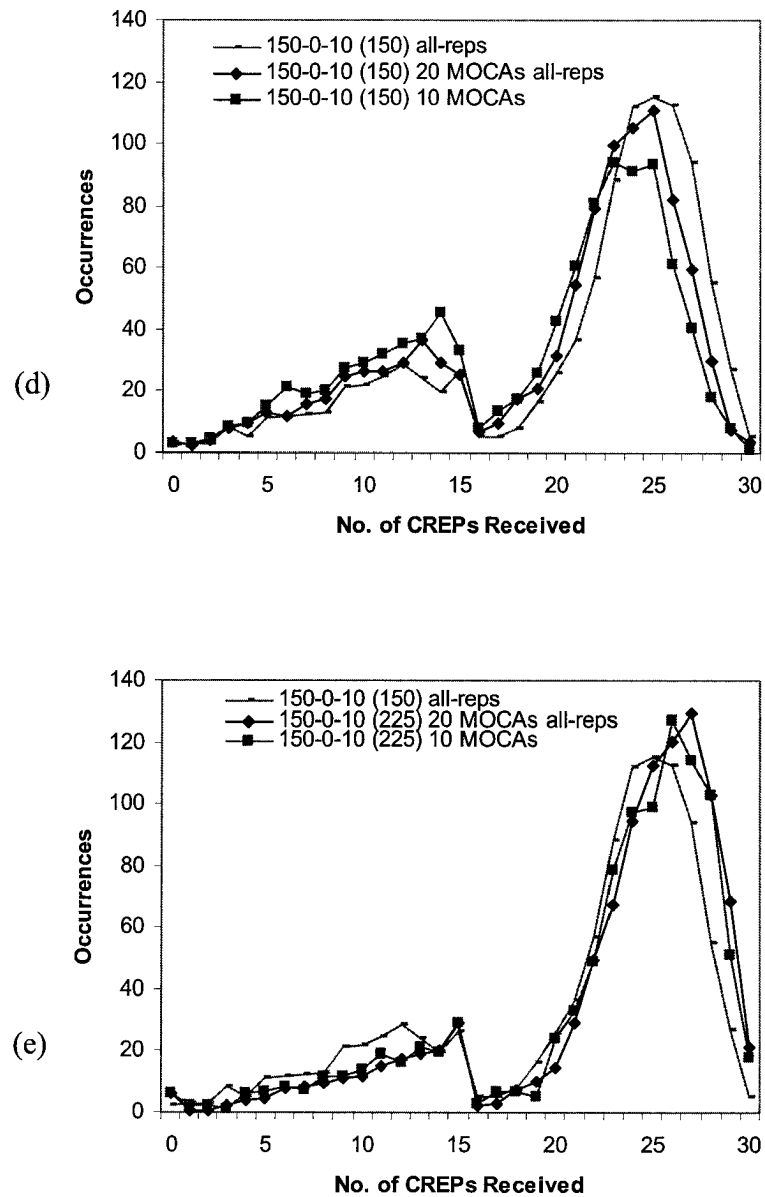 140
120
100
80
60
40
20
0
Occurrences
150-0-10 (150) all-reps
150-0-10 (150) 20 MOCAs all-reps
150-0-10 (150) 10 MOCAs
(d)
0 5 10 15 20 25 30
No. of CREPs Received
140
120
100
80
60
40
20
0
Occurrences
150-0-10 (150) all-reps
150-0-10 (225) 20 MOCAs all-reps
150-0-10 (225) 10 MOCAs
(e)
0 5 10 15 20 25 30
No. of CREPs Received